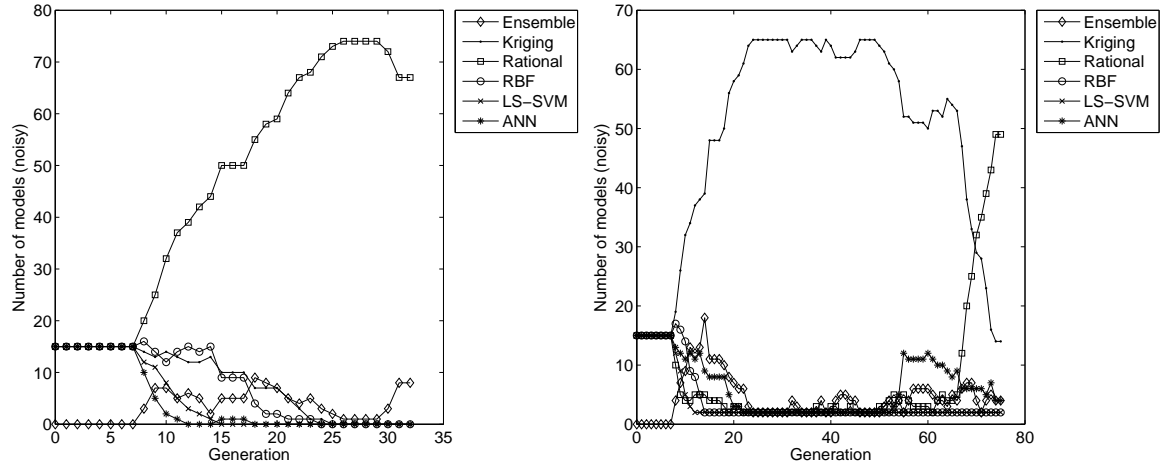 Number of models (noisy)
80
70
60
50
40
30
20
10
0
0 5 10 15 20 25 30 35
Generation
Ensemble
Kriging
Rational
RBF
LS−SVM
ANN
Number of models (noisy)
70
60
50
40
30
20
10
0
0 20 40 60 80
Generation
Ensemble
Kriging
Rational
RBF
LS−SVM
ANN